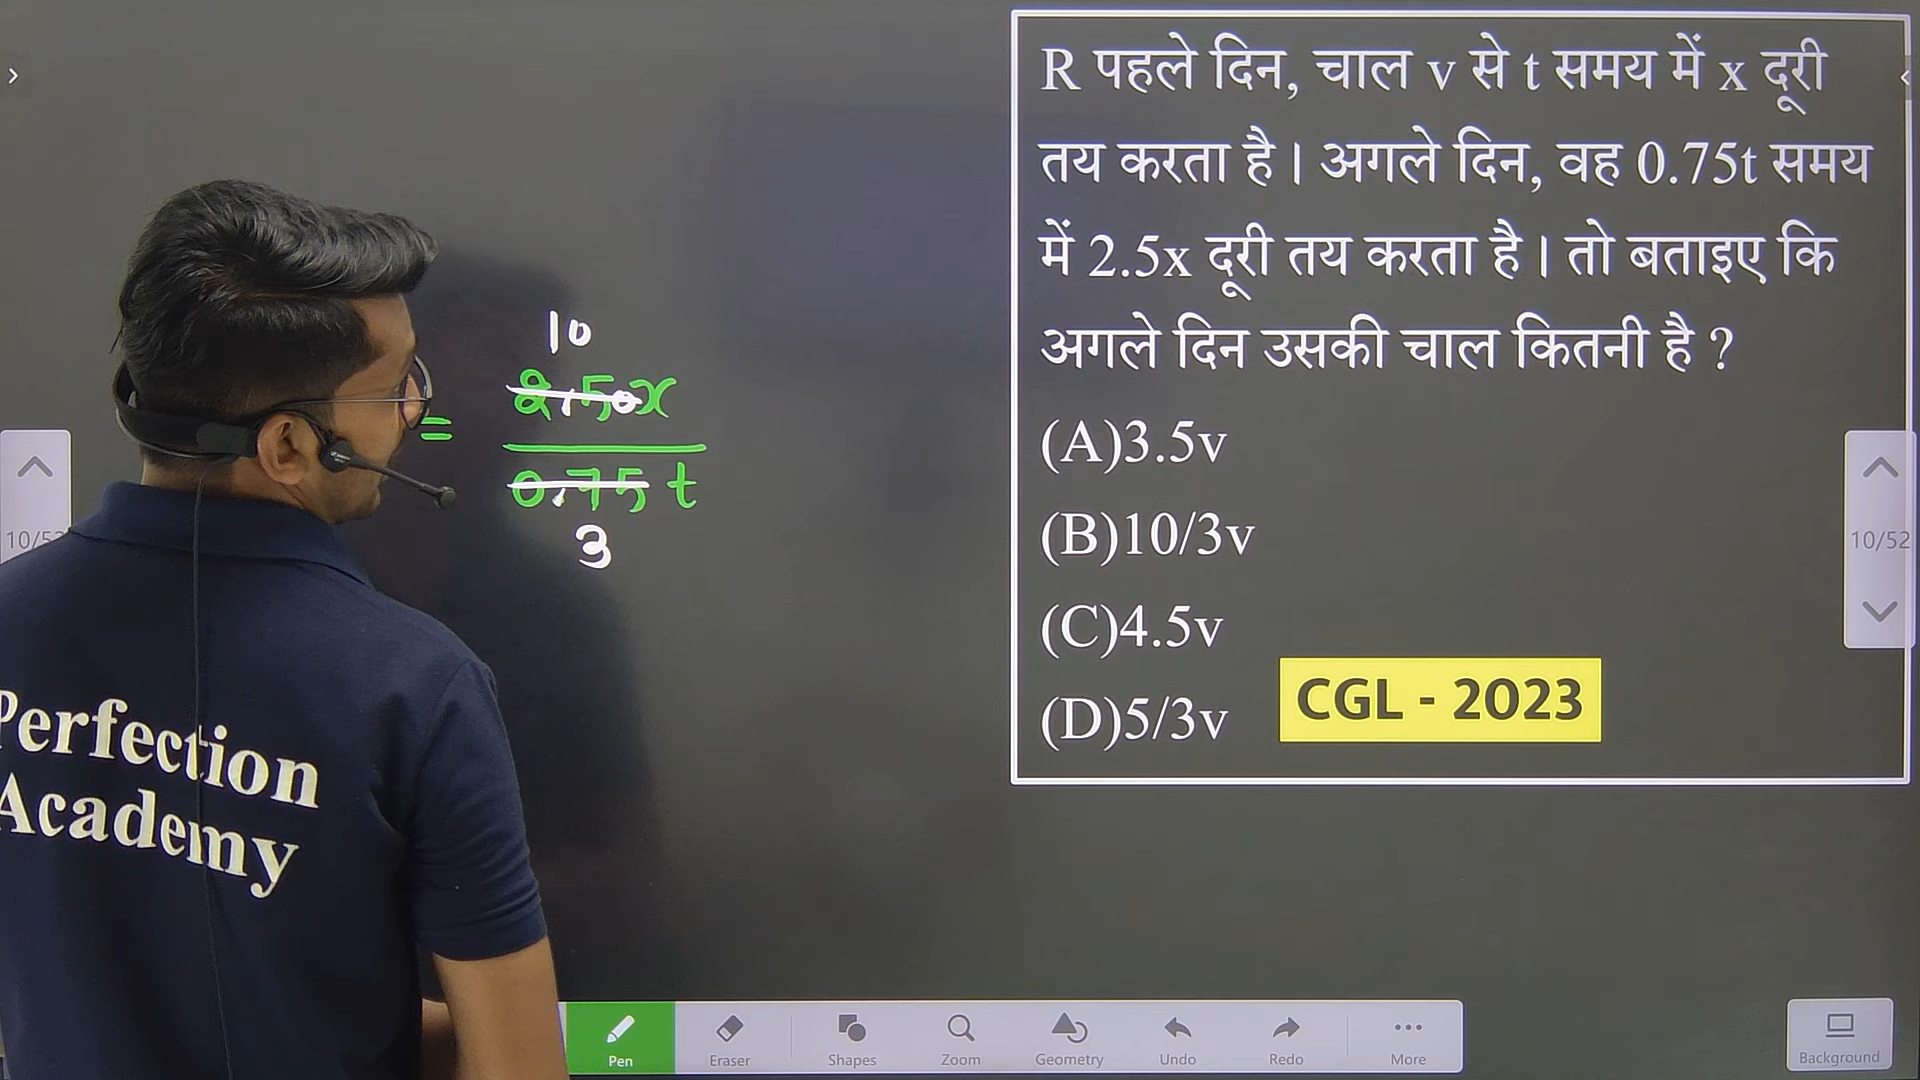 R पहले दिन, चाल v से t समय में x दूरी
तय करता है। अगले दिन, वह 0.75t समय
में 2.5x दूरी तय करता है। तो बताइए कि
अगले दिन उसकी चाल कितनी है ?
(A)3.5v
(B)10/3v
(C)4.5v
(D)5/3v
CGL - 2023
10
= 2.50x
0.75 t
3
Perfection
Academy
10/52
10/52
Pen
Eraser
Shapes
Zoom
Geometry
Undo
Redo
More
Background